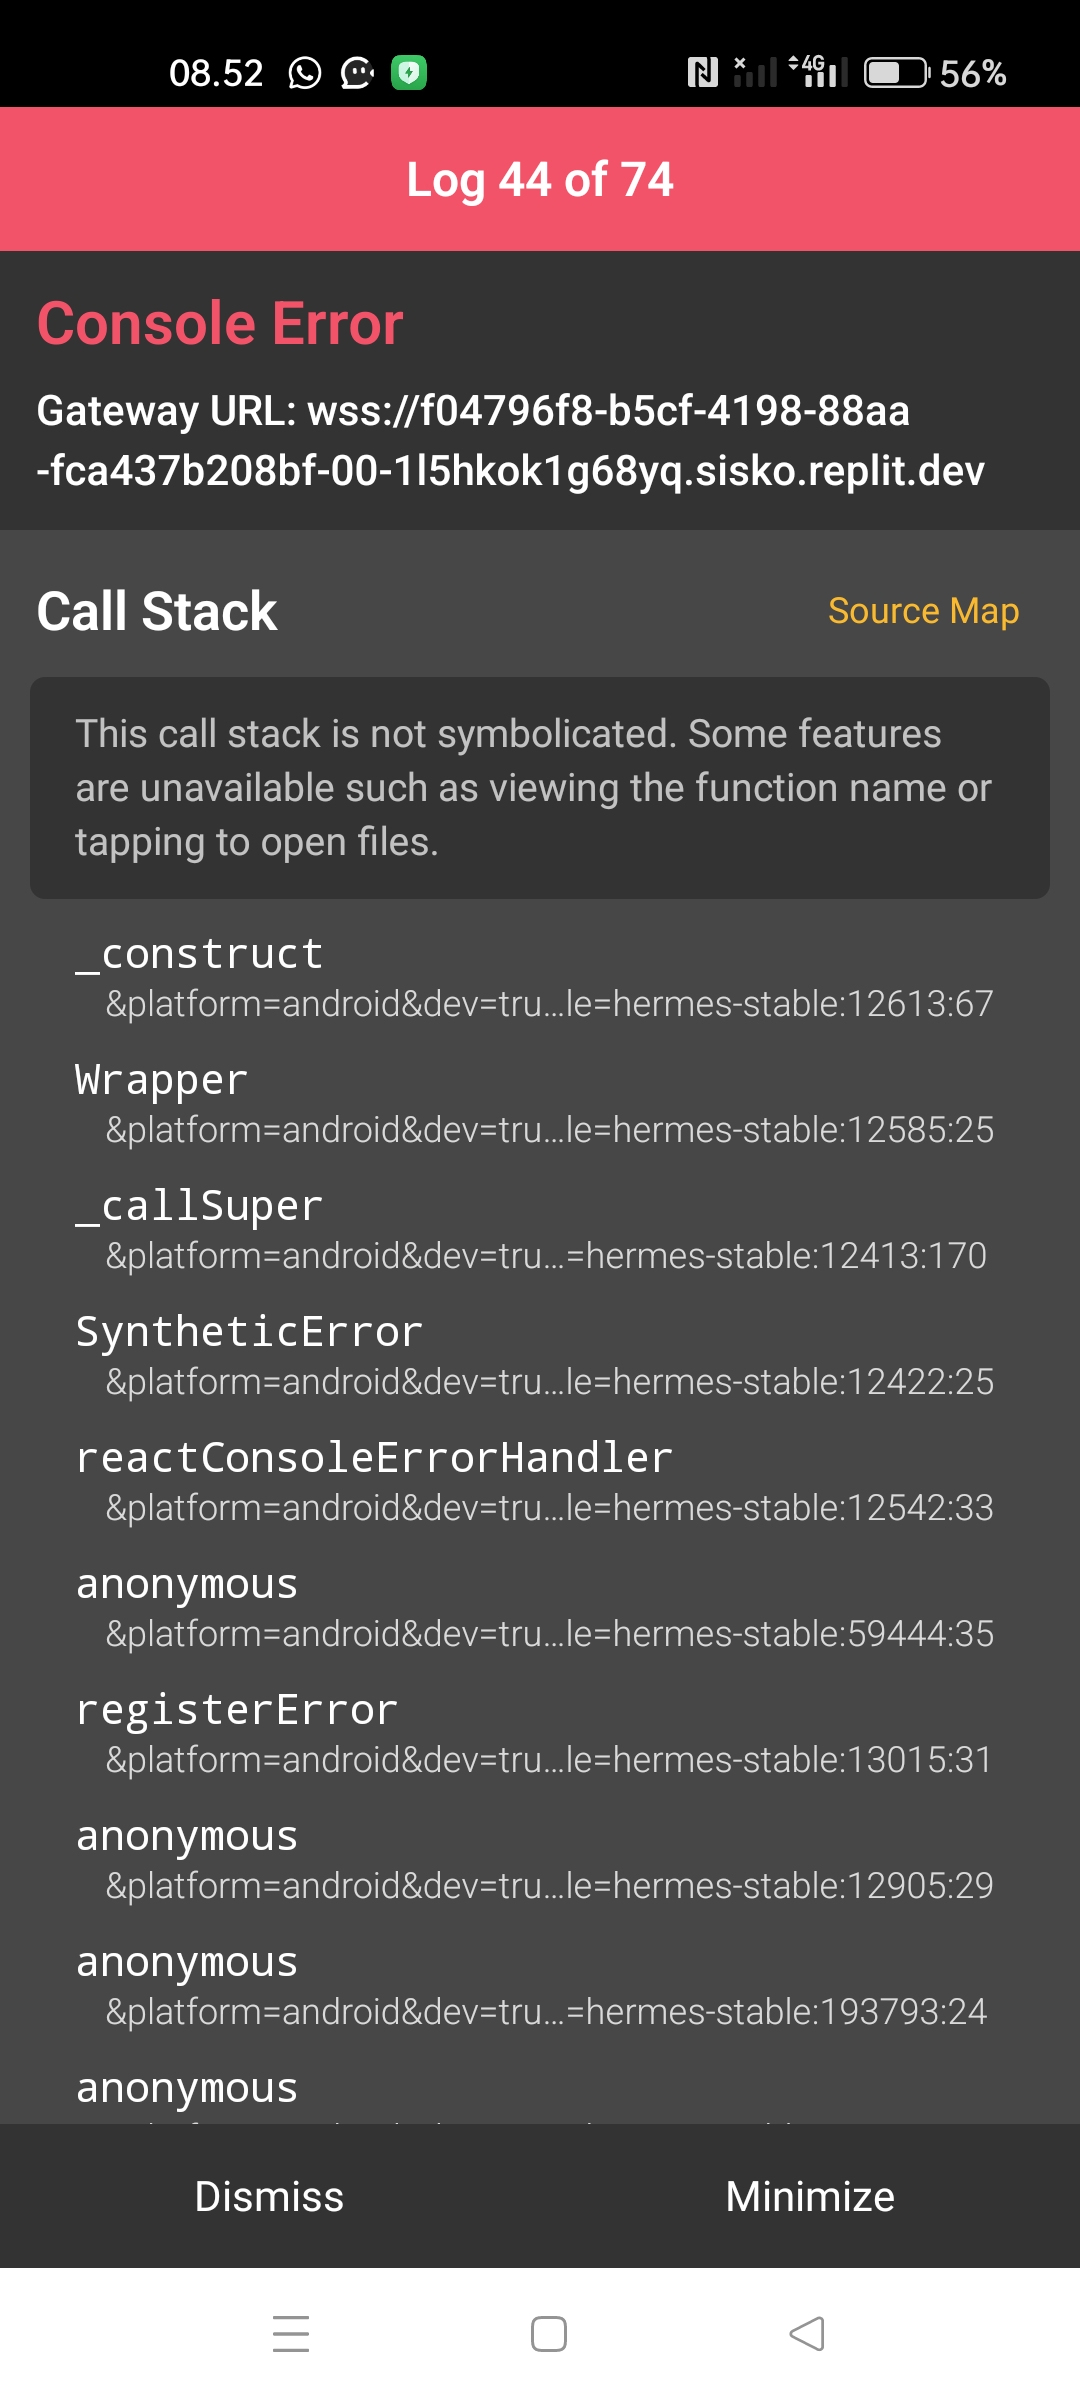 08.52
4G
56%
Log 44 of 74
Console Error
Gateway URL: wss://f04796f8-b5cf-4198-88aa
-fca437b208bf-00-1l5hkok1g68yq.sisko.replit.dev
Call Stack
Source Map
This call stack is not symbolicated. Some features
are unavailable such as viewing the function name or
tapping to open files.
_construct
&platform=android&dev=tru…le=hermes-stable:12613:67
Wrapper
&platform=android&dev=tru…le=hermes-stable:12585:25
_callSuper
&platform=android&dev=tru…=hermes-stable:12413:170
SyntheticError
&platform=android&dev=tru…le=hermes-stable:12422:25
reactConsoleErrorHandler
&platform=android&dev=tru…le=hermes-stable:12542:33
anonymous
&platform=android&dev=tru…le=hermes-stable:59444:35
registerError
&platform=android&dev=tru…le=hermes-stable:13015:31
anonymous
&platform=android&dev=tru…le=hermes-stable:12905:29
anonymous
&platform=android&dev=tru…=hermes-stable:193793:24
anonymous
Dismiss
Minimize